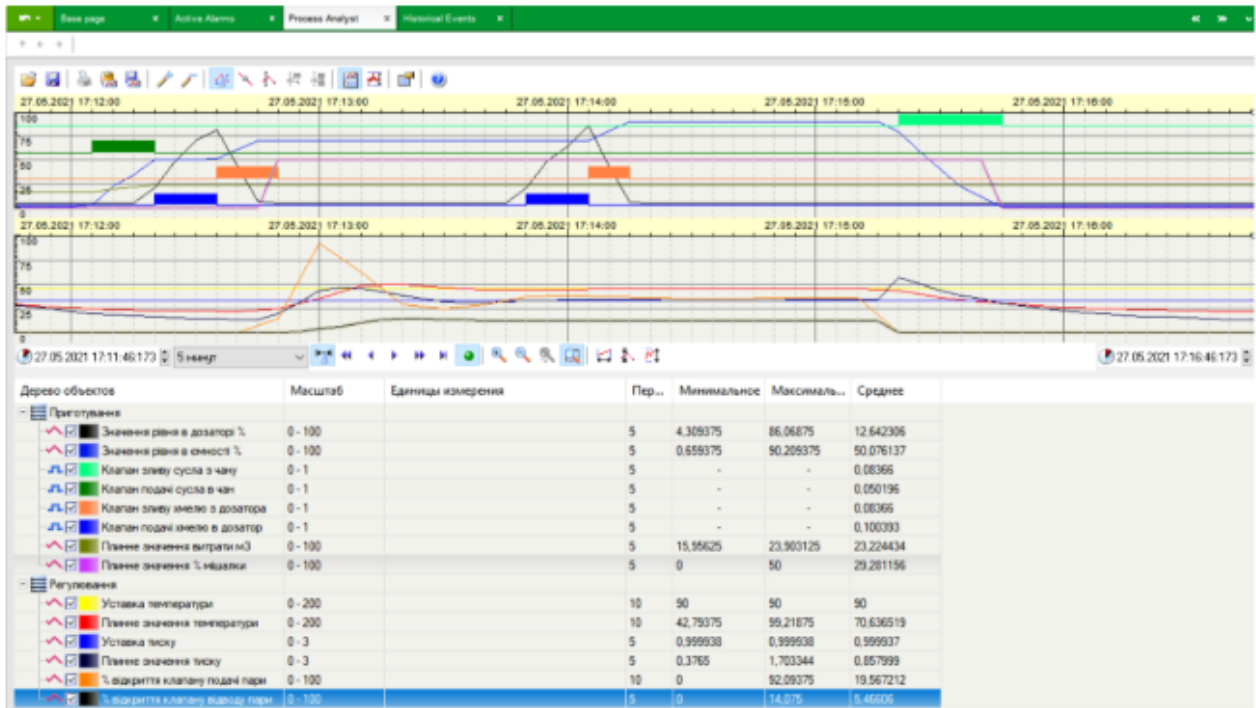 Base page Active Alarms Process Analyst Historical Events
27.05.2021 17:12:00 27.05.2021 17:13:00 27.05.2021 17:14:00 27.05.2021 17:15:00 27.05.2021 17:16:00
100
75
50
25
0
27.05.2021 17:12:00 27.05.2021 17:13:00 27.05.2021 17:14:00 27.05.2021 17:15:00 27.05.2021 17:16:00
100
75
50
25
0
27.05.2021 17:11:46:173 5 минут 27.05.2021 17:16:46:173
Дерево объектов Масштаб Единицы измерения Пер... Минимальное Максималь... Среднее
Приготування
Значення рівня в дозаторі % 0 - 100 5 4,309375 86,06875 12,642306
Значення рівня в ємності % 0 - 100 5 0,659375 90,209375 50,076137
Клапан зливу сусла з чану 0 - 1 5 - - 0,08366
Клапан подачі сусла в чан 0 - 1 5 - - 0,050196
Клапан зливу хмелю з дозатора 0 - 1 5 - - 0,08366
Клапан подачі хмелю в дозатор 0 - 1 5 - - 0,100393
Плинне значення витрати м3 0 - 100 5 15,95625 23,903125 23,224434
Плинне значення % мішалки 0 - 100 5 0 50 29,281156
Регулювання
Уставка температури 0 - 200 10 90 90 90
Плинне значення температури 0 - 200 10 42,79375 99,21875 70,636519
Уставка тиску 0 - 3 5 0,999938 0,999938 0,999937
Плинне значення тиску 0 - 3 5 0,3765 1,703344 0,857999
% відкриття клапану подачі пари 0 - 100 10 0 92,09375 19,567212
% відкриття клапану відводу пари 0 - 100 5 0 14,075 5,46606